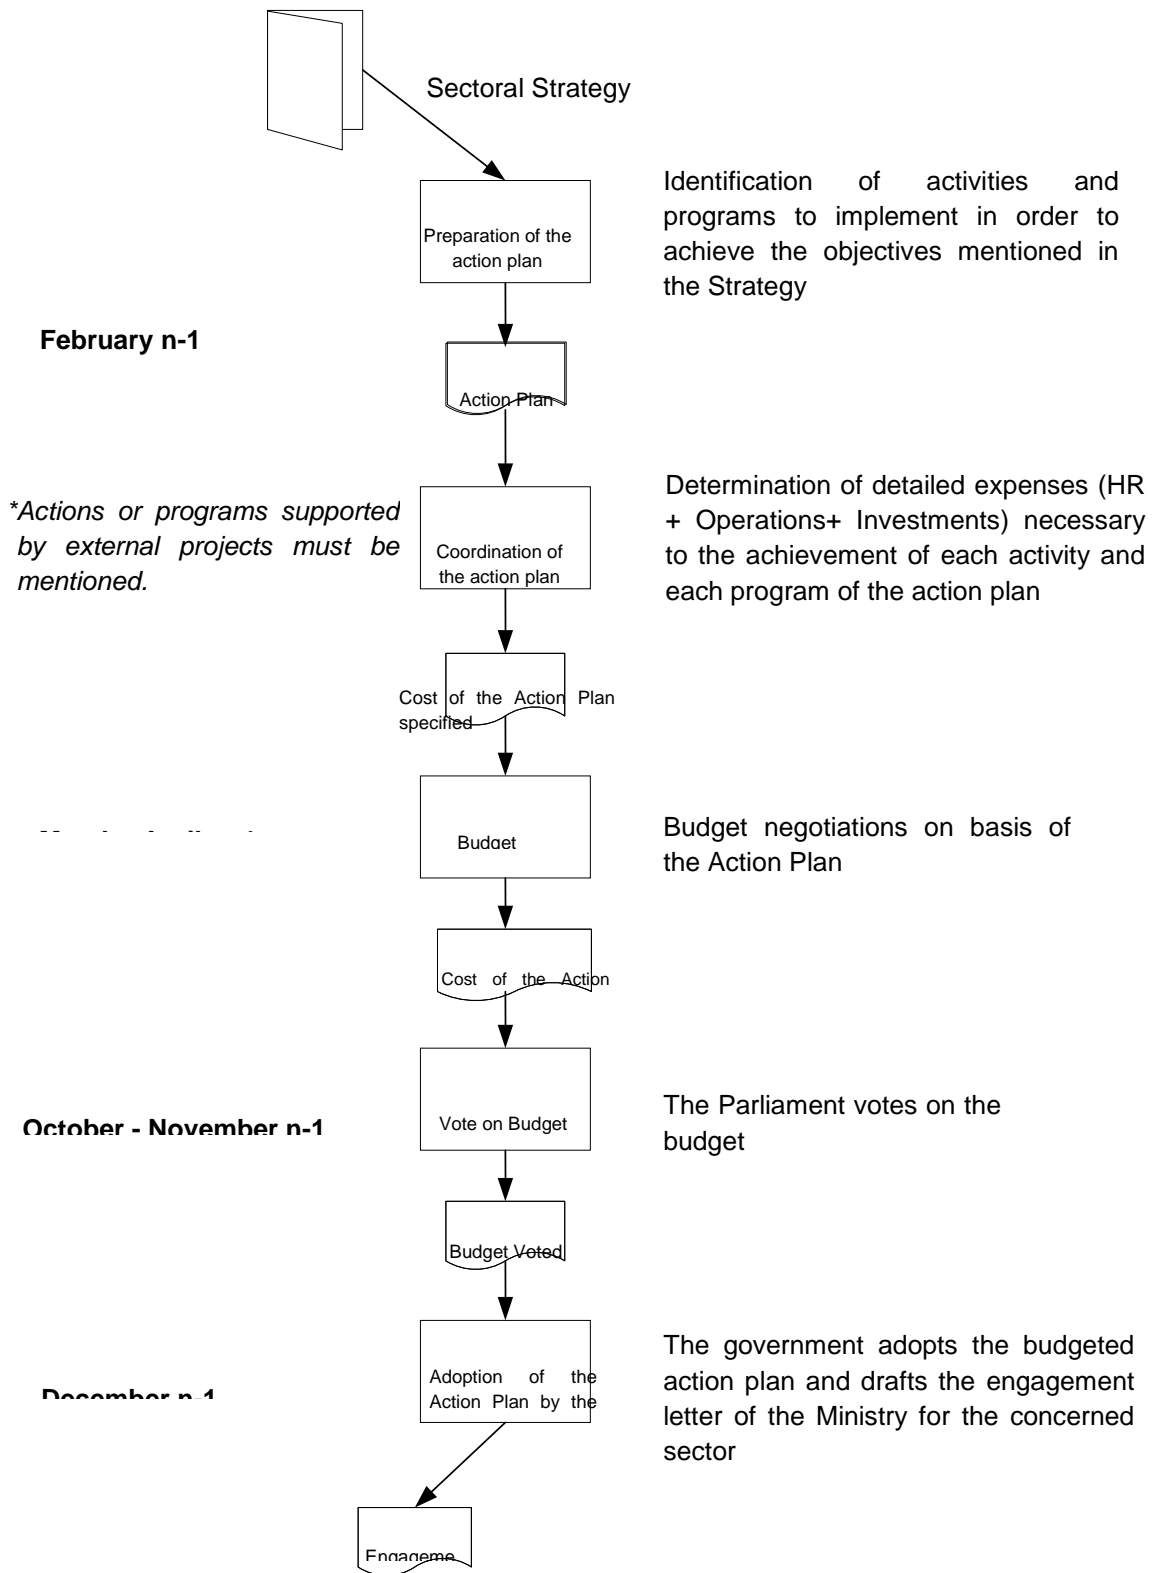 Sectoral Strategy
Identification of activities and
programs to implement in order to
achieve the objectives mentioned in
the Strategy
Preparation of the
action plan
February n-1
Action Plan
*Actions or programs supported
by external projects must be
mentioned.
Coordination of
the action plan
Determination of detailed expenses (HR
+ Operations+ Investments) necessary
to the achievement of each activity and
each program of the action plan
Cost of the Action Plan
specified
Budget
Budget negotiations on basis of
the Action Plan
Cost of the Action
October - November n-1
Vote on Budget
The Parliament votes on the
budget
Budget Voted
December n-1
Adoption of the
Action Plan by the
The government adopts the budgeted
action plan and drafts the engagement
letter of the Ministry for the concerned
sector
Engageme